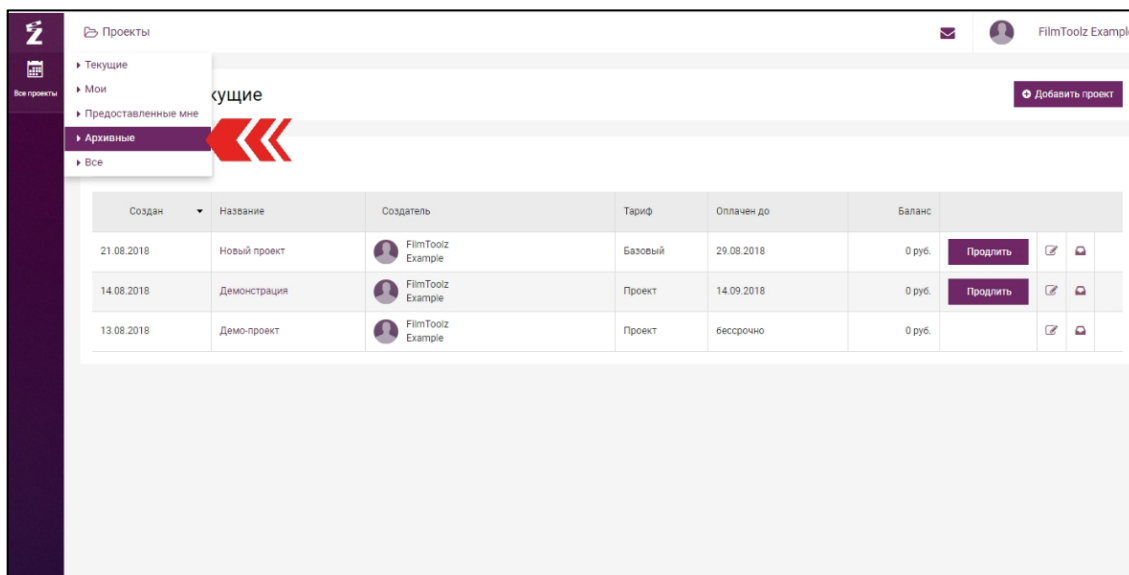 Проекты
FilmToolz Example
Все проекты
Текущие
Мои
Предоставленные мне
Архивные
Все
кущие
Добавить проект
Создан Название Создатель Тариф Оплачен до Баланс
21.08.2018 Новый проект FilmToolz Example Базовый 29.08.2018 0 руб. Продлить
14.08.2018 Демонстрация FilmToolz Example Проект 14.09.2018 0 руб. Продлить
13.08.2018 Демо-проект FilmToolz Example Проект бессрочно 0 руб.